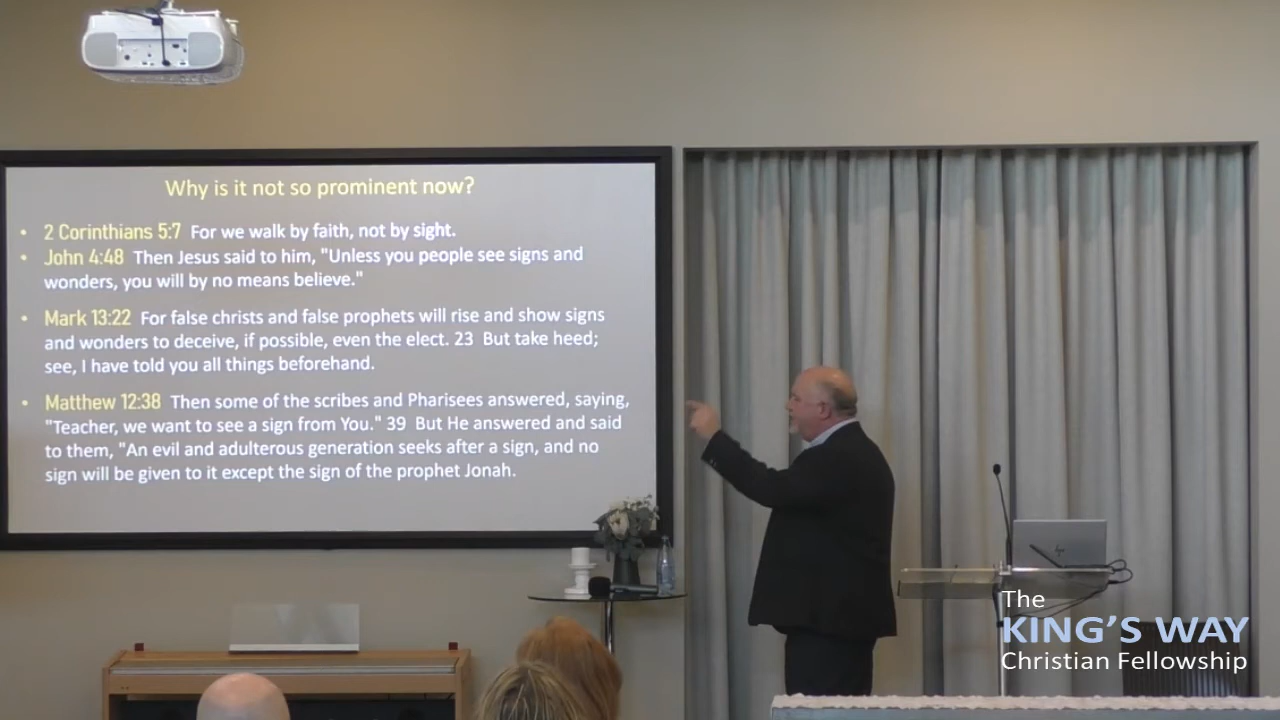 Why is it not so prominent now?
• 2 Corinthians 5:7 For we walk by faith, not by sight.
• John 4:48 Then Jesus said to him, "Unless you people see signs and
wonders, you will by no means believe."
• Mark 13:22 For false christs and false prophets will rise and show signs
and wonders to deceive, if possible, even the elect. 23 But take heed;
see, I have told you all things beforehand.
• Matthew 12:38 Then some of the scribes and Pharisees answered, saying,
"Teacher, we want to see a sign from You." 39 But He answered and said
to them, "An evil and adulterous generation seeks after a sign, and no
sign will be given to it except the sign of the prophet Jonah.
The
KING'S WAY
Christian Fellowship